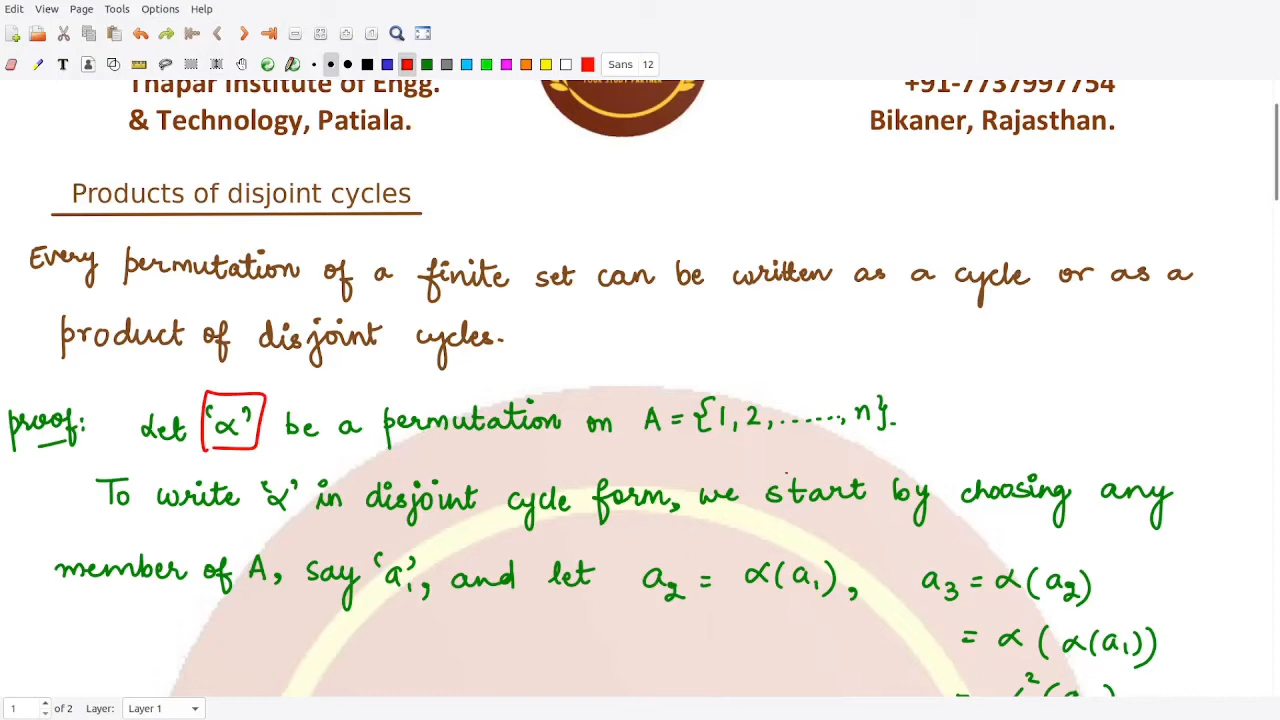 Edit View Page Tools Options Help
Sans 12
Thapar Institute of Engg.
& Technology, Patiala.
YOUR STUDY PARTNER
+91-7737997754
Bikaner, Rajasthan.
Products of disjoint cycles
Every permutation of a finite set can be written as a cycle or as a
product of disjoint cycles.
proof: Let 'α' be a permutation on A = {1, 2, ......, n}.
To write 'α' in disjoint cycle form, we start by choosing any
member of A, say 'a₁', and let a₂ = α(a₁), a₃ = α(a₂)
= α(α(a₁))
1 of 2 Layer: Layer 1